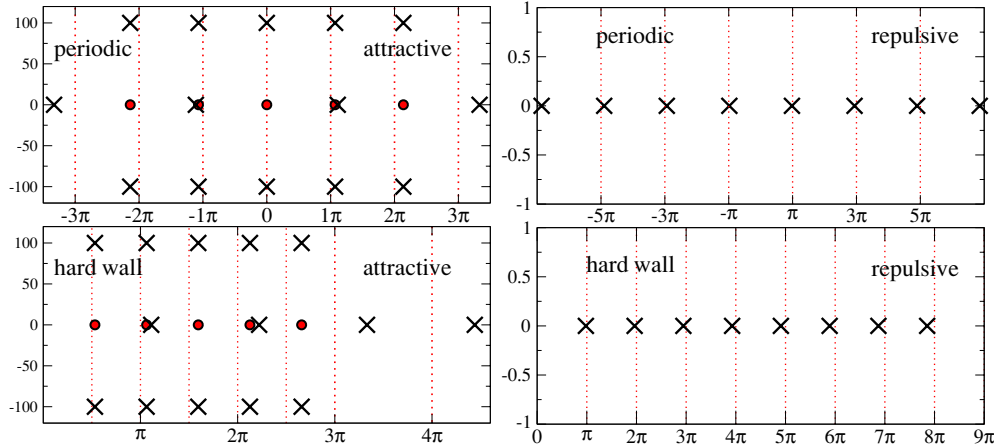 100
50
0
-50
-100
periodic
attractive
-3π
-2π
-1π
0
1π
2π
3π
1
0.5
0
-0.5
-1
periodic
repulsive
-5π
-3π
-π
π
3π
5π
100
50
0
-50
-100
hard wall
attractive
π
2π
3π
4π
1
0.5
0
-0.5
-1
hard wall
repulsive
0
π
2π
3π
4π
5π
6π
7π
8π
9π